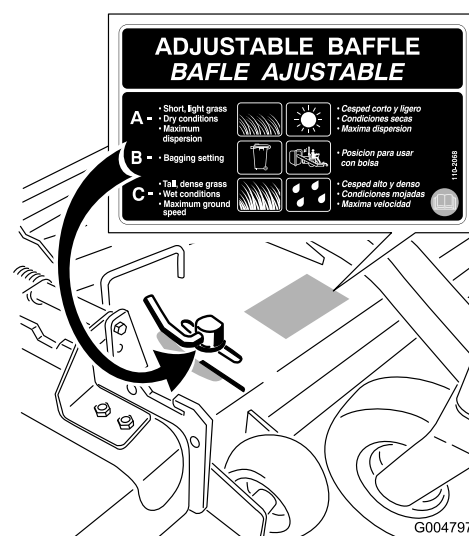 ADJUSTABLE BAFFLE
BAFLE AJUSTABLE
A - • Short, light grass
• Dry conditions
• Maximum
dispersion
• Cesped corto y ligero
• Condiciones secas
• Maxima dispersion
B - • Bagging setting
• Posicion para usar
con bolsa
C - • Tall, dense grass
• Wet conditions
• Maximum ground
speed
• Cesped alto y denso
• Condiciones mojadas
• Maxima velocidad
110-2068
G004797